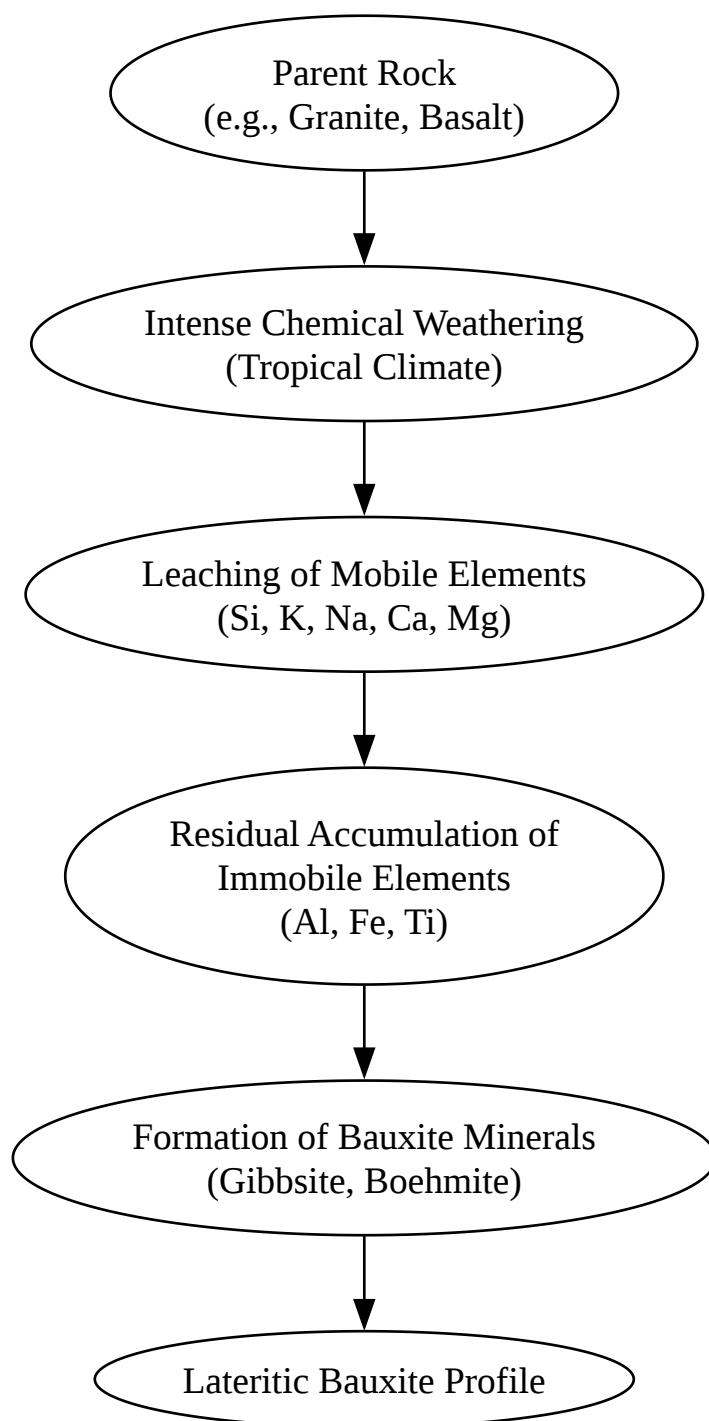 Parent Rock
(e.g., Granite, Basalt)
Intense Chemical Weathering
(Tropical Climate)
Leaching of Mobile Elements
(Si, K, Na, Ca, Mg)
Residual Accumulation of
Immobile Elements
(Al, Fe, Ti)
Formation of Bauxite Minerals
(Gibbsite, Boehmite)
Lateritic Bauxite Profile